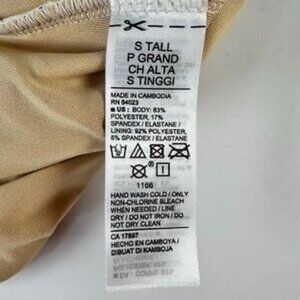 S TALL
P GRAND
CH ALTA
S TINGGI
MADE IN CAMBODIA
RN 54023
US: BODY: 83%
POLYESTER, 17%
SPANDEX / ELASTANE /
LINING: 92% POLYESTER,
8% SPANDEX / ELASTANE
1166
HAND WASH COLD / ONLY
NON-CHLORINE BLEACH
WHEN NEEDED / LINE
DRY / DO NOT IRON / DO
NOT DRY CLEAN
CA 17897
HECHO EN CAMBOYA /
DIBUAT DI KAMBOJA